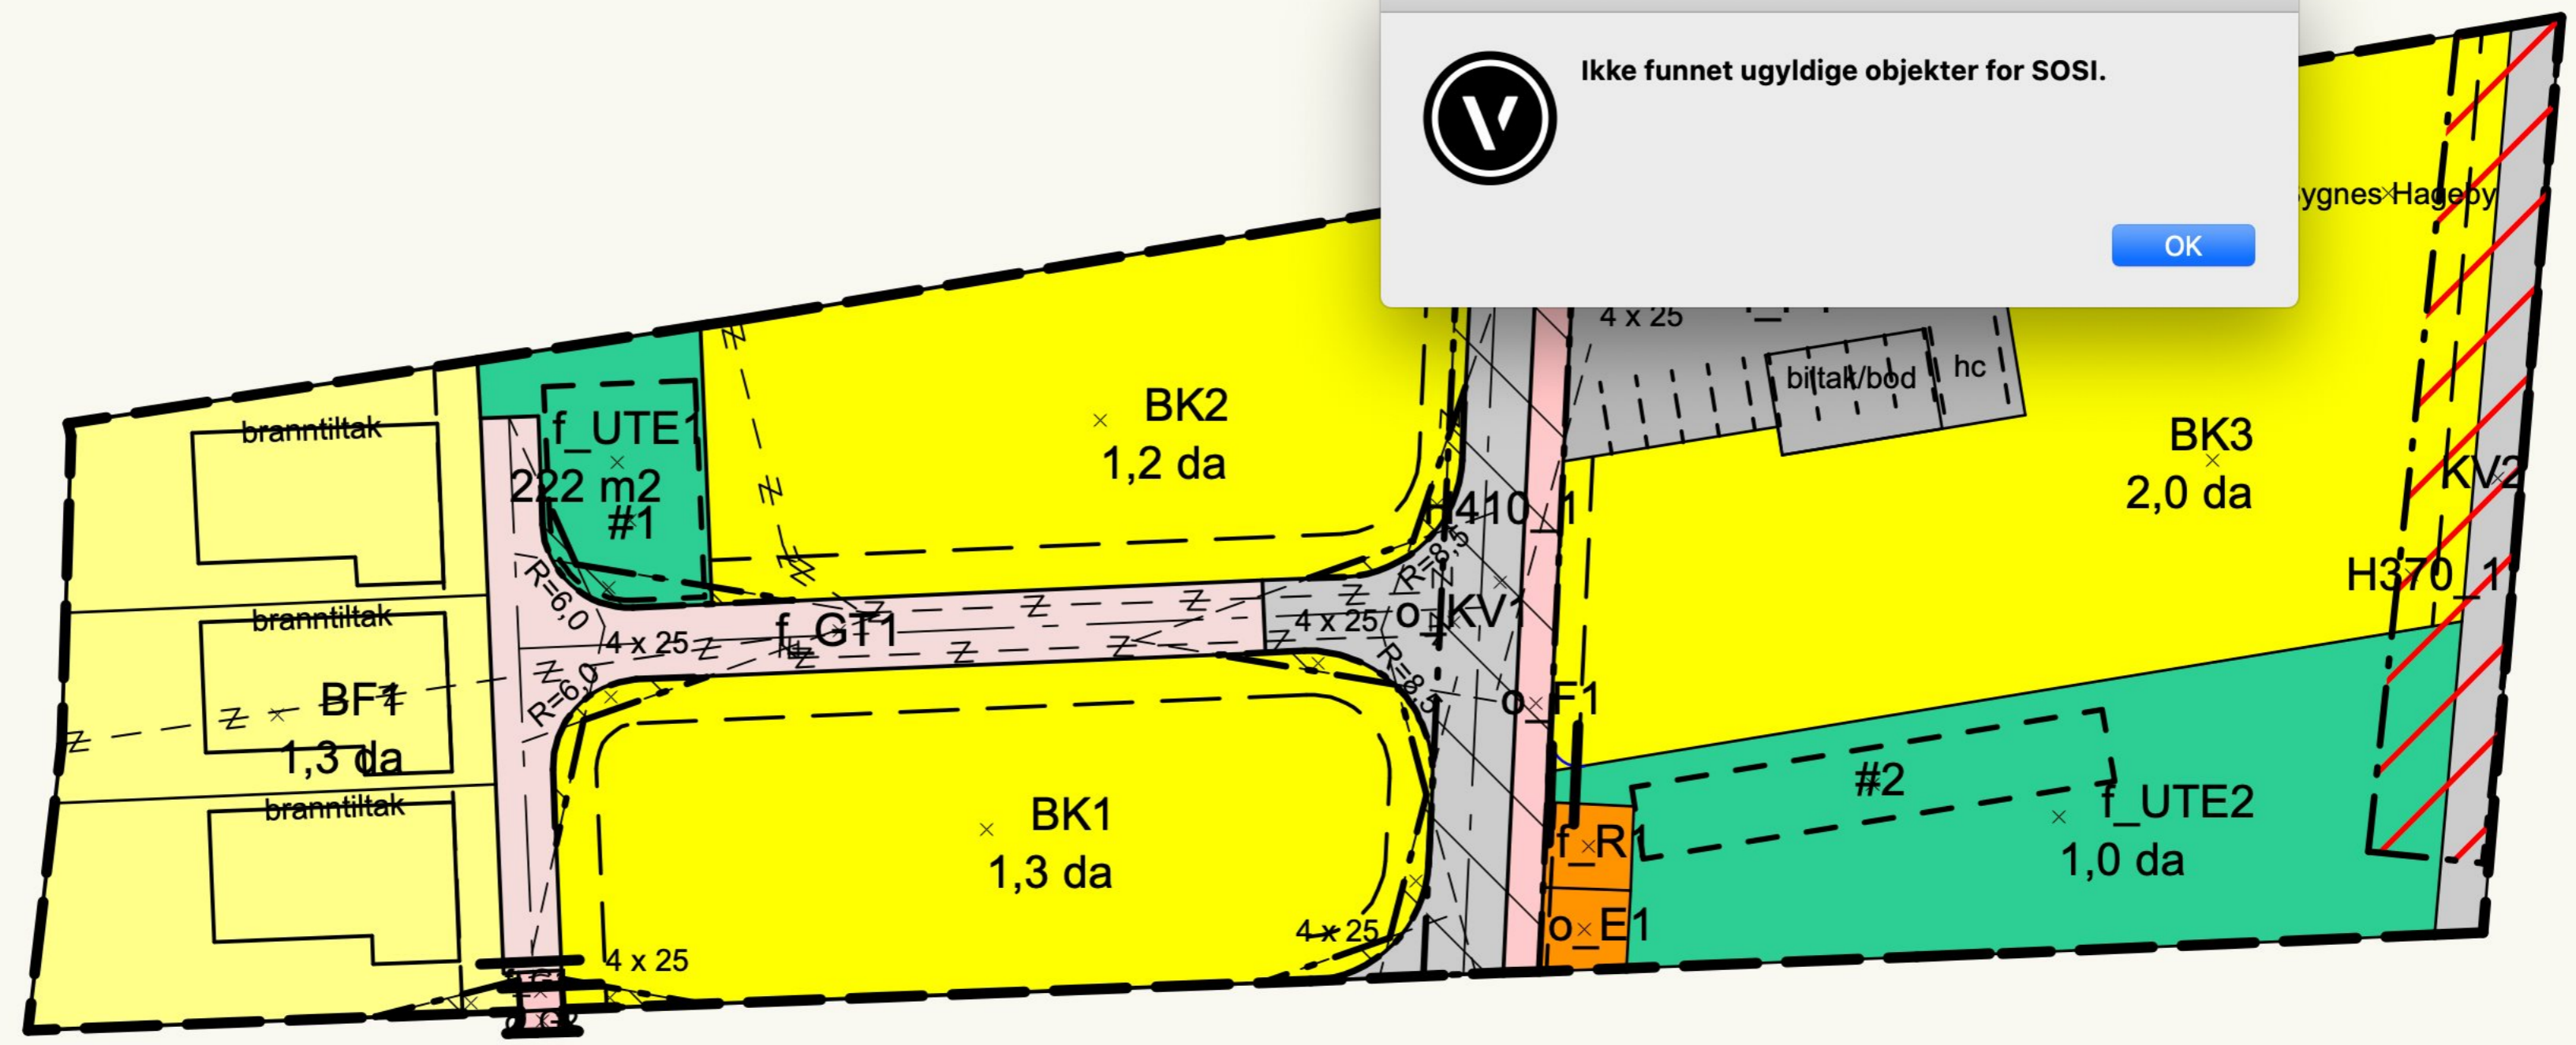 Ikke funnet ugyldige objekter for SOSI.
OK
ygnes Hageby
4 x 25
biltak/bod
hc
BK2
1,2 da
BK3
2,0 da
KV2
H370_1
branntiltak
f_UTE1
222 m2
#1
H410_1
R=8,5
R=6,0
branntiltak
4 x 25
f_GT1
4 x 25
o_KV1
R=8,5
R=6,0
BF1
1,3 da
o_F1
branntiltak
BK1
1,3 da
#2
f_UTE2
1,0 da
f_R1
o_E1
4 x 25
4 x 25